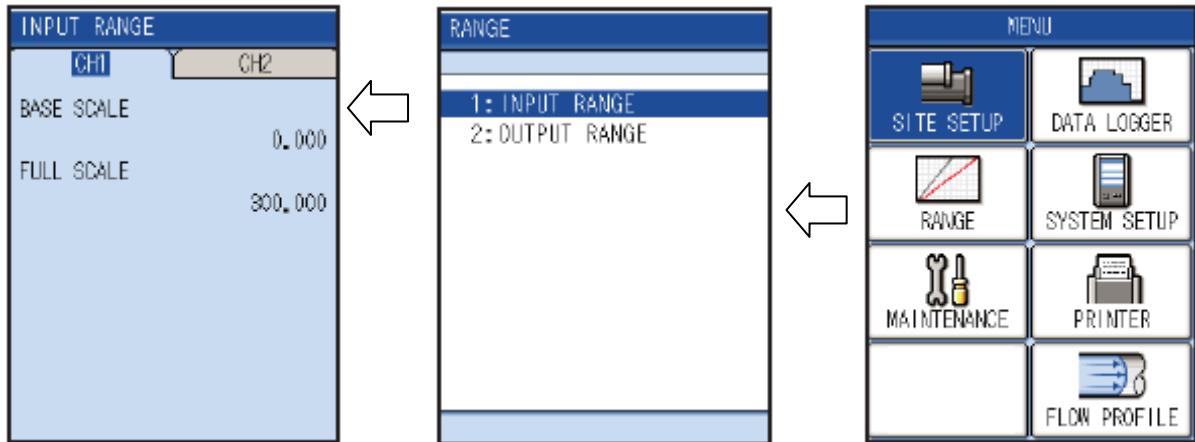 INPUT RANGE
CH1 CH2
BASE SCALE
0.000
FULL SCALE
300.000
RANGE
1:INPUT RANGE
2:OUTPUT RANGE
MENU
SITE SETUP DATA LOGGER
RANGE SYSTEM SETUP
MAINTENANCE PRINTER
FLOW PROFILE